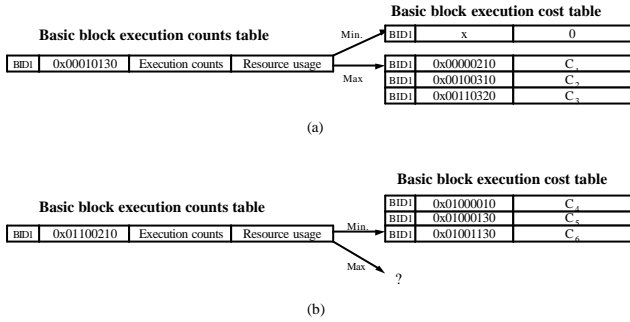 Basic block execution cost table
Basic block execution counts table
Min.
BID1 x 0
BID1 0x00010130 Execution counts Resource usage
BID1 0x00000210 C1
Max
BID1 0x00100310 C2
BID1 0x00110320 C3
(a)
Basic block execution cost table
Basic block execution counts table
BID1 0x01000010 C4
Min.
BID1 0x01000130 C5
BID1 0x01100210 Execution counts Resource usage
BID1 0x01001130 C6
Max
?
(b)